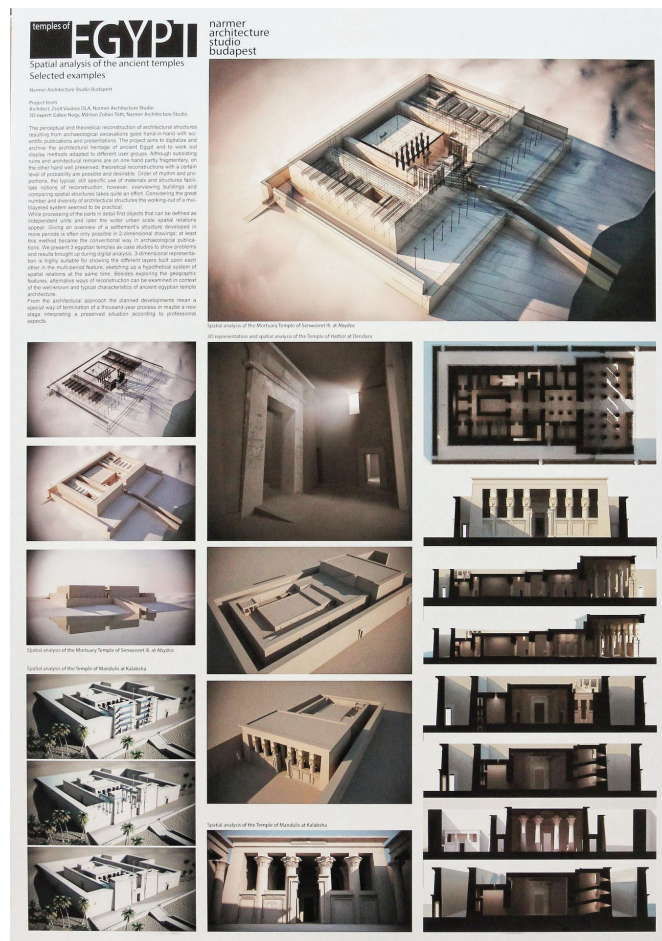 temples of
EGYPT
Spatial analysis of the ancient temples
Selected examples
narmer
architecture
studio
budapest
Narmer Architecture Studio Budapest
Project team
Architect: Zsolt Vasáros DLA, Narmer Architecture Studio
3D expert: Gábor Nagy, Márton Zoltán Tóth, Narmer Architecture Studio
The perceptual and theoretical reconstruction of architectural structures
resulting from archaeological excavations goes hand-in-hand with sci-
entific publications and presentations. The project aims to digitalize and
archive the architectural heritage of ancient Egypt and to work out
display methods adapted to different user groups. Although subsisting
ruins and architectural remains are on one hand partly fragmentary, on
the other hand well preserved, theoretical reconstructions with a certain
level of probability are possible and desirable. Order of rhythm and pro-
portions, the typical, still specific use of materials and structures facili-
tate notions of reconstruction; however, overviewing buildings and
comparing spatial structures takes quite an effort. Considering the great
number and diversity of architectural structures the working-out of a mul-
tilayered system seemed to be practical.
While processing of the parts in detail first objects that can be defined as
independent units and later the wider urban scale spatial relations
appear. Giving an overview of a settlement's structure developed in
more periods is often only possible in 2-dimensional drawings; at least
this method became the conventional way in archaeological publica-
tions. We present 3 egyptian temples as case studies to show problems
and results brought up during digital analysis. 3-dimensional representa-
tion is highly suitable for showing the different layers built upon each
other in the multi-period feature, sketching up a hypothetical system of
spatial relations at the same time. Besides exploring the geographic
features, alternative ways of reconstruction can be examined in context
of the well-known and typical characteristics of ancient egyptian temple
architecture.
From the architectural approach the planned developments mean a
special way of termination of a thousand-year process or maybe a new
stage interpreting a preserved situation according to professional
aspects.
Spatial analysis of the Mortuary Temple of Senwosret III. at Abydos
3D representation and spatial analysis of the Temple of Hathor at Dendara
Spatial analysis of the Mortuary Temple of Senwosret III. at Abydos
Spatial analysis of the Temple of Mandulis at Kalabsha
Spatial analysis of the Temple of Mandulis at Kalabsha